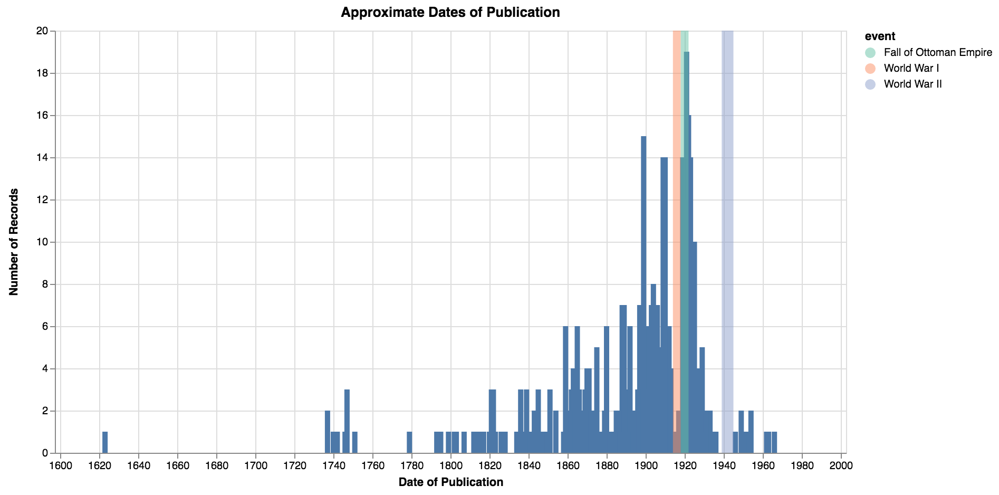 Approximate Dates of Publication
20
18
16
14
12
10
8
6
4
2
0
Number of Records
1600 1620 1640 1660 1680 1700 1720 1740 1760 1780 1800 1820 1840 1860 1880 1900 1920 1940 1960 1980 2000
Date of Publication
event
Fall of Ottoman Empire
World War I
World War II